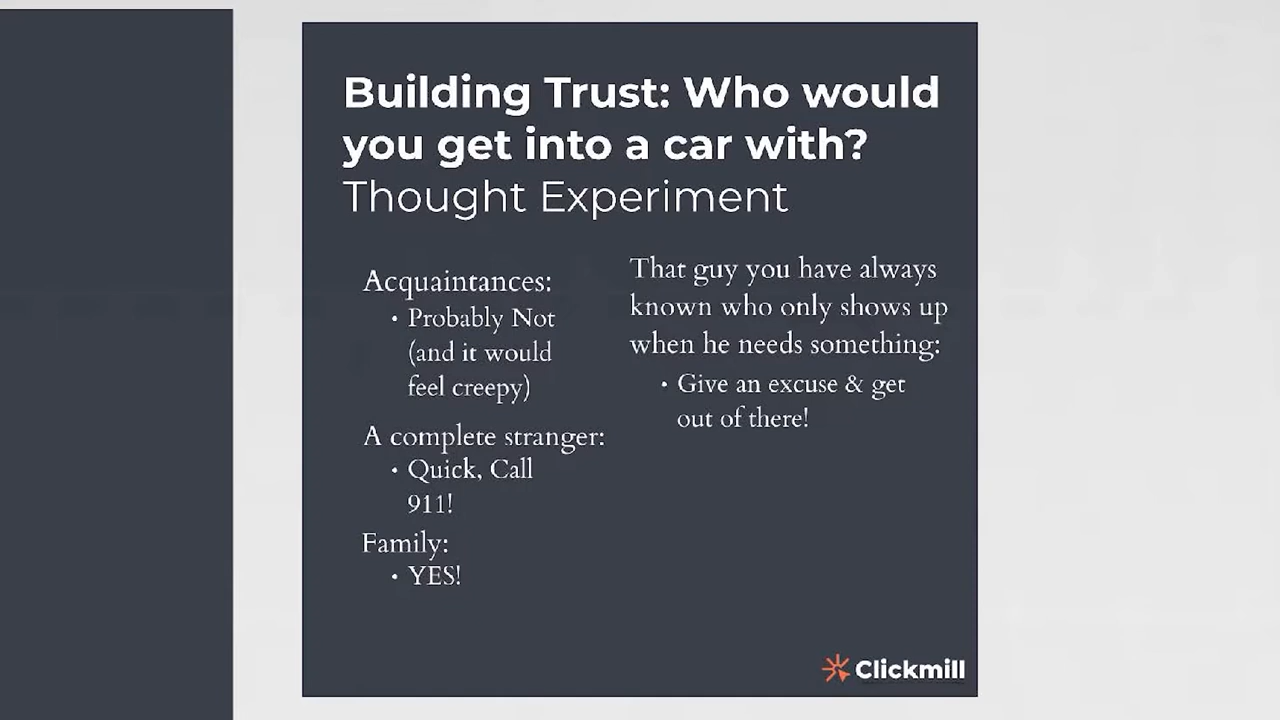 Building Trust: Who would
you get into a car with?
Thought Experiment
Acquaintances:
• Probably Not
(and it would
feel creepy)
A complete stranger:
• Quick, Call
911!
Family:
• YES!
That guy you have always
known who only shows up
when he needs something:
• Give an excuse & get
out of there!
Clickmill